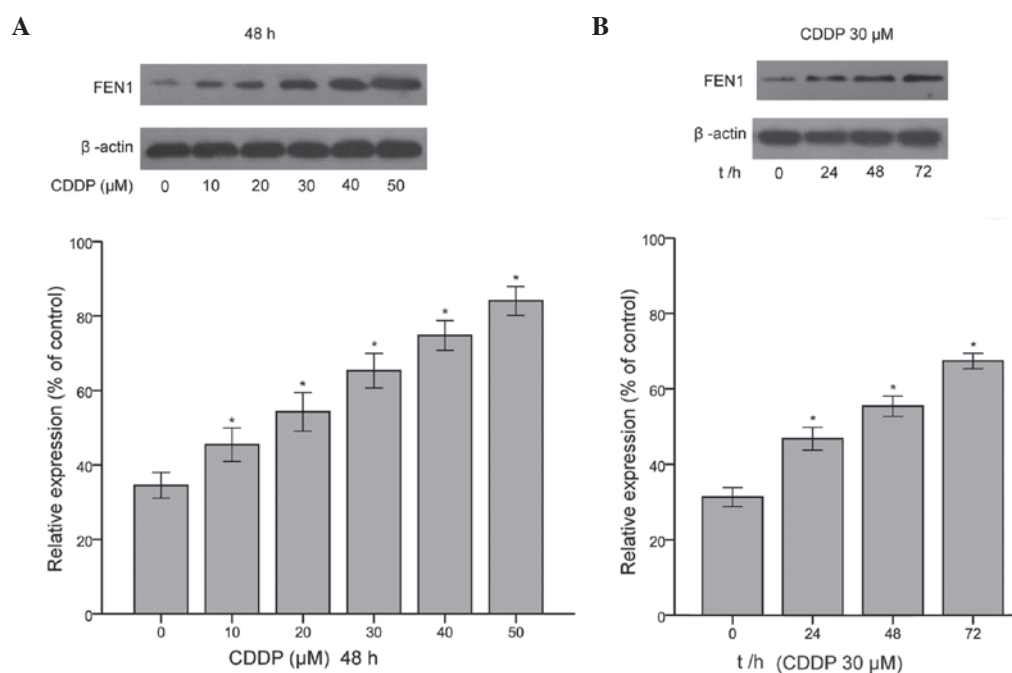 A
48 h
FEN1
β -actin
CDDP (μM) 0 10 20 30 40 50
Relative expression (% of control)
100
80
60
40
20
0
* * * * *
0 10 20 30 40 50
CDDP (μM) 48 h
B
CDDP 30 μM
FEN1
β -actin
t /h 0 24 48 72
Relative expression (% of control)
100
80
60
40
20
0
* * *
0 24 48 72
t /h (CDDP 30 μM)